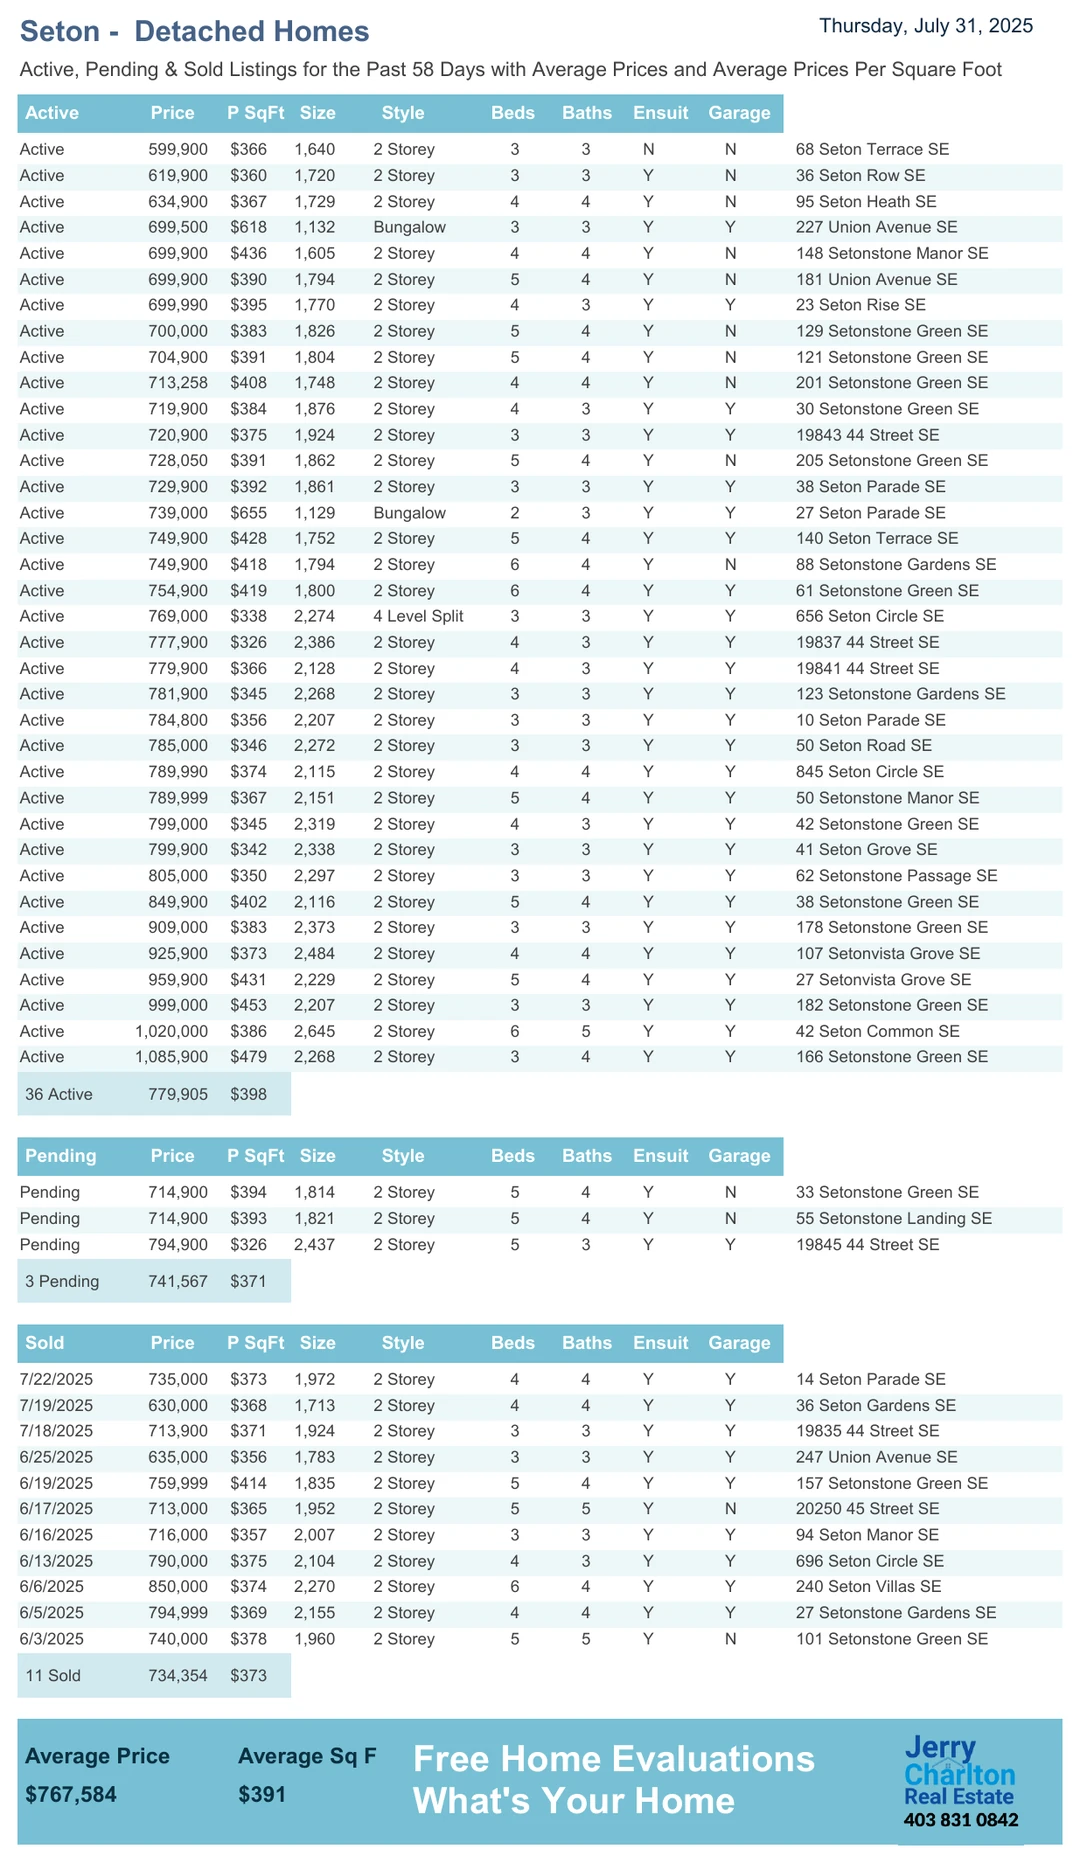 Seton -  Detached Homes
Thursday, July 31, 2025
Active, Pending & Sold Listings for the Past 58 Days with Average Prices and Average Prices Per Square Foot
Active Price P SqFt Size Style Beds Baths Ensuit Garage
Active 599,900 $366 1,640 2 Storey 3 3 N N 68 Seton Terrace SE
Active 619,900 $360 1,720 2 Storey 3 3 Y N 36 Seton Row SE
Active 634,900 $367 1,729 2 Storey 4 4 Y N 95 Seton Heath SE
Active 699,500 $618 1,132 Bungalow 3 3 Y Y 227 Union Avenue SE
Active 699,900 $436 1,605 2 Storey 4 4 Y N 148 Setonstone Manor SE
Active 699,900 $390 1,794 2 Storey 5 4 Y N 181 Union Avenue SE
Active 699,990 $395 1,770 2 Storey 4 3 Y Y 23 Seton Rise SE
Active 700,000 $383 1,826 2 Storey 5 4 Y N 129 Setonstone Green SE
Active 704,900 $391 1,804 2 Storey 5 4 Y N 121 Setonstone Green SE
Active 713,258 $408 1,748 2 Storey 4 4 Y N 201 Setonstone Green SE
Active 719,900 $384 1,876 2 Storey 4 3 Y Y 30 Setonstone Green SE
Active 720,900 $375 1,924 2 Storey 3 3 Y Y 19843 44 Street SE
Active 728,050 $391 1,862 2 Storey 5 4 Y N 205 Setonstone Green SE
Active 729,900 $392 1,861 2 Storey 3 3 Y Y 38 Seton Parade SE
Active 739,000 $655 1,129 Bungalow 2 3 Y Y 27 Seton Parade SE
Active 749,900 $428 1,752 2 Storey 5 4 Y Y 140 Seton Terrace SE
Active 749,900 $418 1,794 2 Storey 6 4 Y N 88 Setonstone Gardens SE
Active 754,900 $419 1,800 2 Storey 6 4 Y Y 61 Setonstone Green SE
Active 769,000 $338 2,274 4 Level Split 3 3 Y Y 656 Seton Circle SE
Active 777,900 $326 2,386 2 Storey 4 3 Y Y 19837 44 Street SE
Active 779,900 $366 2,128 2 Storey 4 3 Y Y 19841 44 Street SE
Active 781,900 $345 2,268 2 Storey 3 3 Y Y 123 Setonstone Gardens SE
Active 784,800 $356 2,207 2 Storey 3 3 Y Y 10 Seton Parade SE
Active 785,000 $346 2,272 2 Storey 3 3 Y Y 50 Seton Road SE
Active 789,990 $374 2,115 2 Storey 4 4 Y Y 845 Seton Circle SE
Active 789,999 $367 2,151 2 Storey 5 4 Y Y 50 Setonstone Manor SE
Active 799,000 $345 2,319 2 Storey 4 3 Y Y 42 Setonstone Green SE
Active 799,900 $342 2,338 2 Storey 3 3 Y Y 41 Seton Grove SE
Active 805,000 $350 2,297 2 Storey 3 3 Y Y 62 Setonstone Passage SE
Active 849,900 $402 2,116 2 Storey 5 4 Y Y 38 Setonstone Green SE
Active 909,000 $383 2,373 2 Storey 3 3 Y Y 178 Setonstone Green SE
Active 925,900 $373 2,484 2 Storey 4 4 Y Y 107 Setonvista Grove SE
Active 959,900 $431 2,229 2 Storey 5 4 Y Y 27 Setonvista Grove SE
Active 999,000 $453 2,207 2 Storey 3 3 Y Y 182 Setonstone Green SE
Active 1,020,000 $386 2,645 2 Storey 6 5 Y Y 42 Seton Common SE
Active 1,085,900 $479 2,268 2 Storey 3 4 Y Y 166 Setonstone Green SE
36 Active 779,905 $398
Pending Price P SqFt Size Style Beds Baths Ensuit Garage
Pending 714,900 $394 1,814 2 Storey 5 4 Y N 33 Setonstone Green SE
Pending 714,900 $393 1,821 2 Storey 5 4 Y N 55 Setonstone Landing SE
Pending 794,900 $326 2,437 2 Storey 5 3 Y Y 19845 44 Street SE
3 Pending 741,567 $371
Sold Price P SqFt Size Style Beds Baths Ensuit Garage
7/22/2025 735,000 $373 1,972 2 Storey 4 4 Y Y 14 Seton Parade SE
7/19/2025 630,000 $368 1,713 2 Storey 4 4 Y Y 36 Seton Gardens SE
7/18/2025 713,900 $371 1,924 2 Storey 3 3 Y Y 19835 44 Street SE
6/25/2025 635,000 $356 1,783 2 Storey 3 3 Y Y 247 Union Avenue SE
6/19/2025 759,999 $414 1,835 2 Storey 5 4 Y Y 157 Setonstone Green SE
6/17/2025 713,000 $365 1,952 2 Storey 5 5 Y N 20250 45 Street SE
6/16/2025 716,000 $357 2,007 2 Storey 3 3 Y Y 94 Seton Manor SE
6/13/2025 790,000 $375 2,104 2 Storey 4 3 Y Y 696 Seton Circle SE
6/6/2025 850,000 $374 2,270 2 Storey 6 4 Y Y 240 Seton Villas SE
6/5/2025 794,999 $369 2,155 2 Storey 4 4 Y Y 27 Setonstone Gardens SE
6/3/2025 740,000 $378 1,960 2 Storey 5 5 Y N 101 Setonstone Green SE
11 Sold 734,354 $373
Average Price Average Sq F
$767,584 $391
Free Home Evaluations
What's Your Home
Jerry
Charlton
Real Estate
403 831 0842